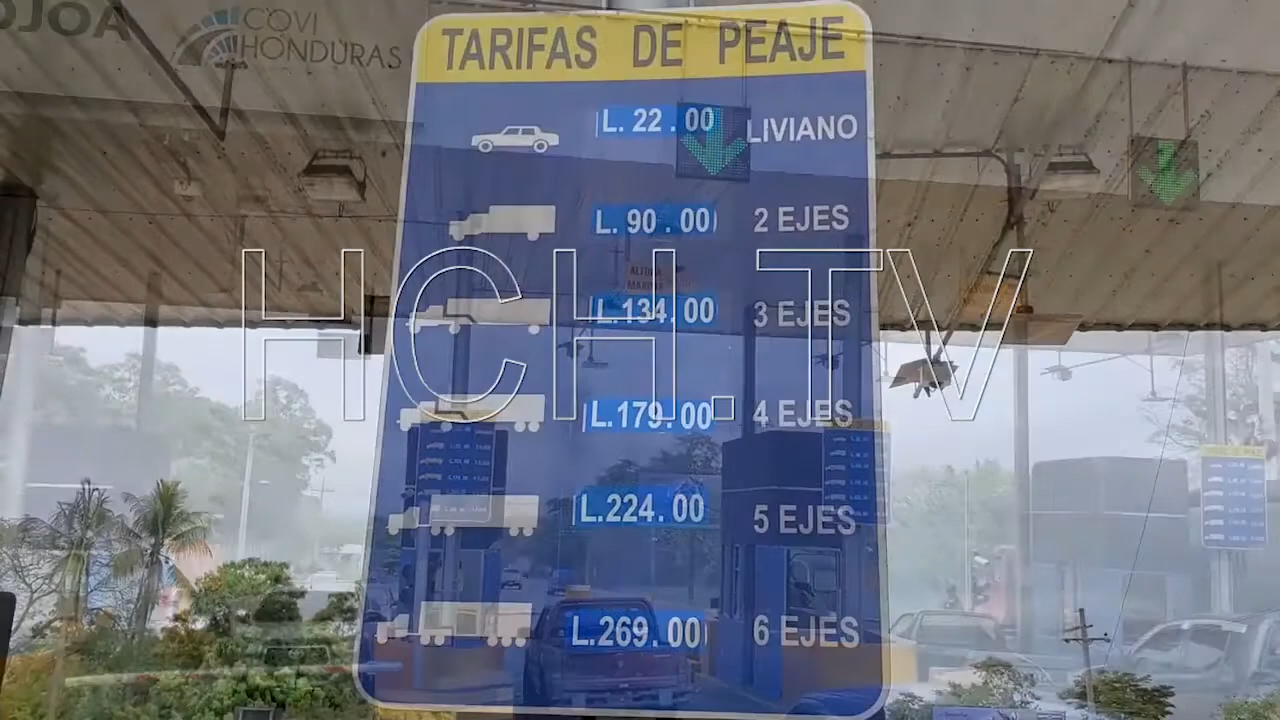 AOLO
COVI
HONDURAS
TARIFAS DE PEAJE
L. 22.00 LIVIANO
L. 90.00 2 EJES
L.134.00 3 EJES
L.179.00 4 EJES
L.224.00 5 EJES
L.269.00 6 EJES
HCH.TV